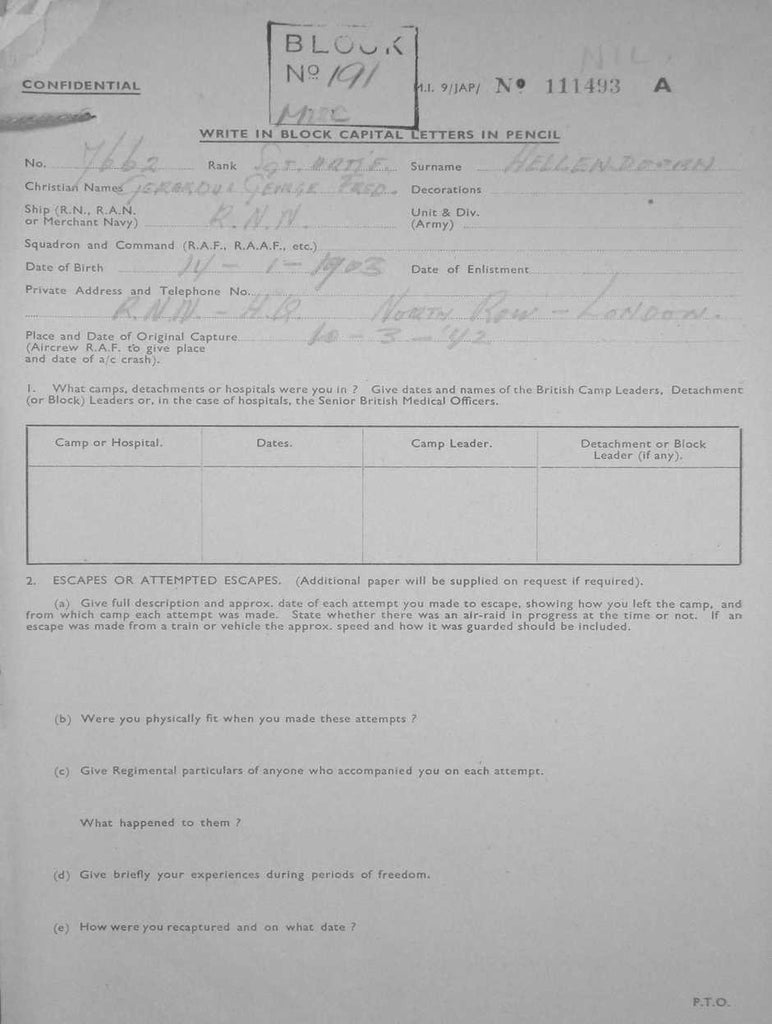 NIL.
BLOCK
Nº 191
MISC
CONFIDENTIAL
M.I. 9/JAP/ Nº 111493 A
WRITE IN BLOCK CAPITAL LETTERS IN PENCIL
No. 7662 Rank SGT. Surname HELLENDOORN
Christian Names GERARDUS GEORGE FRED. Decorations
Ship (R.N., R.A.N. Unit & Div.
or Merchant Navy) R.N.N. (Army)
Squadron and Command (R.A.F., R.A.A.F., etc.)
Date of Birth 14-1-1903 Date of Enlistment
Private Address and Telephone No.
R.N.N. - H.Q. NORTH ROW - LONDON.
Place and Date of Original Capture 10-3-'42
(Aircrew R.A.F. to give place
and date of a/c crash).
1. What camps, detachments or hospitals were you in ? Give dates and names of the British Camp Leaders, Detachment
(or Block) Leaders or, in the case of hospitals, the Senior British Medical Officers.
Camp or Hospital. Dates. Camp Leader. Detachment or Block
Leader (if any).
2. ESCAPES OR ATTEMPTED ESCAPES. (Additional paper will be supplied on request if required).
(a) Give full description and approx. date of each attempt you made to escape, showing how you left the camp, and
from which camp each attempt was made. State whether there was an air-raid in progress at the time or not. If an
escape was made from a train or vehicle the approx. speed and how it was guarded should be included.
(b) Were you physically fit when you made these attempts ?
(c) Give Regimental particulars of anyone who accompanied you on each attempt.
What happened to them ?
(d) Give briefly your experiences during periods of freedom.
(e) How were you recaptured and on what date ?
P.T.O.